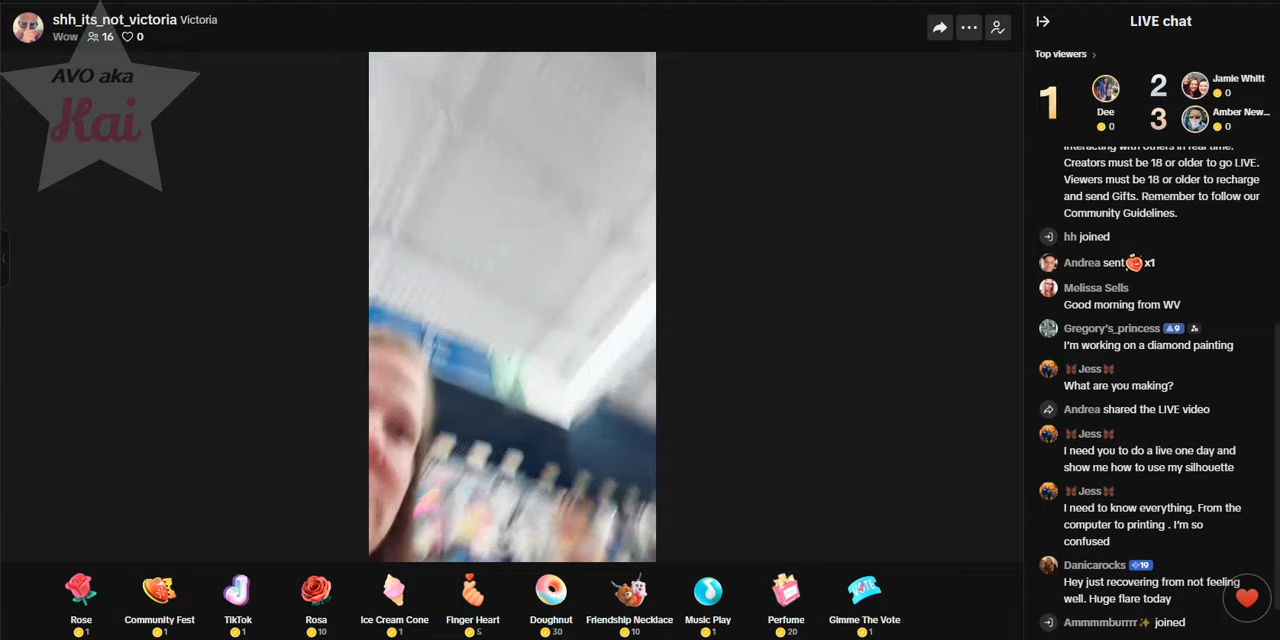 shh_its_not_victoria Victoria
Wow 16 0
AVO aka
Kai
LIVE chat
Top viewers
1
Dee
0
2
Jamie Whitt
0
3
Amber New...
0
interacting with others in real time.
Creators must be 18 or older to go LIVE.
Viewers must be 18 or older to recharge
and send Gifts. Remember to follow our
Community Guidelines.
hh joined
Andrea sent x1
Melissa Sells
Good morning from WV
Gregory's_princess 9
I'm working on a diamond painting
Jess
What are you making?
Andrea shared the LIVE video
Jess
I need you to do a live one day and
show me how to use my silhouette
Jess
I need to know everything. From the
computer to printing . I'm so
confused
Danicarocks 19
Hey just recovering from not feeling
well. Huge flare today
Ammmmburrrr joined
Rose
1
Community Fest
1
TikTok
1
Rosa
10
Ice Cream Cone
1
Finger Heart
5
Doughnut
30
Friendship Necklace
10
Music Play
1
Perfume
20
VOTE
Gimme The Vote
1